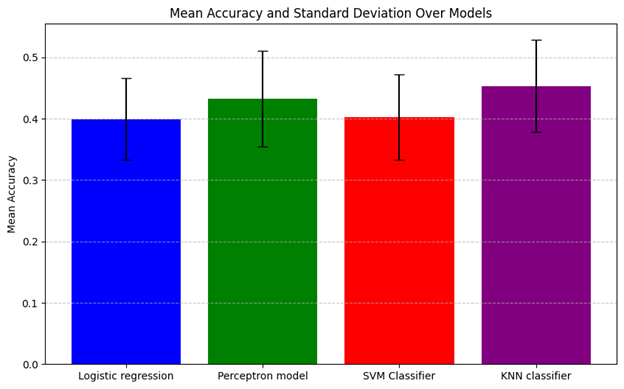 Mean Accuracy and Standard Deviation Over Models
Mean Accuracy
0.5
0.4
0.3
0.2
0.1
0.0
Logistic regression
Perceptron model
SVM Classifier
KNN classifier